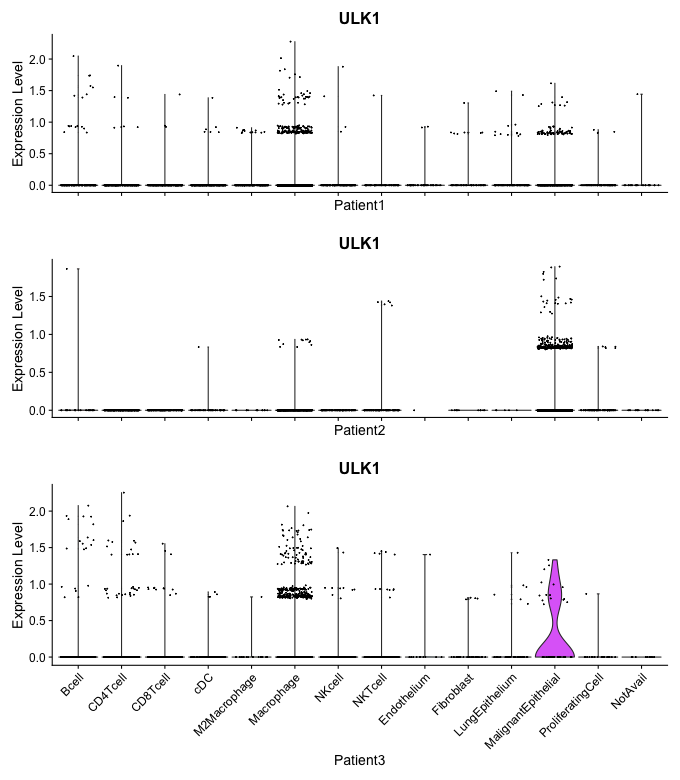 ULK1
Expression Level
2.0
1.5
1.0
0.5
0.0
Patient1
ULK1
Expression Level
1.5
1.0
0.5
0.0
Patient2
ULK1
Expression Level
2.0
1.5
1.0
0.5
0.0
Bcell
CD4Tcell
CD8Tcell
cDC
M2Macrophage
Macrophage
NKcell
NKTcell
Endothelium
Fibroblast
LungEpithelium
MalignantEpithelial
ProliferatingCell
NotAvail
Patient3